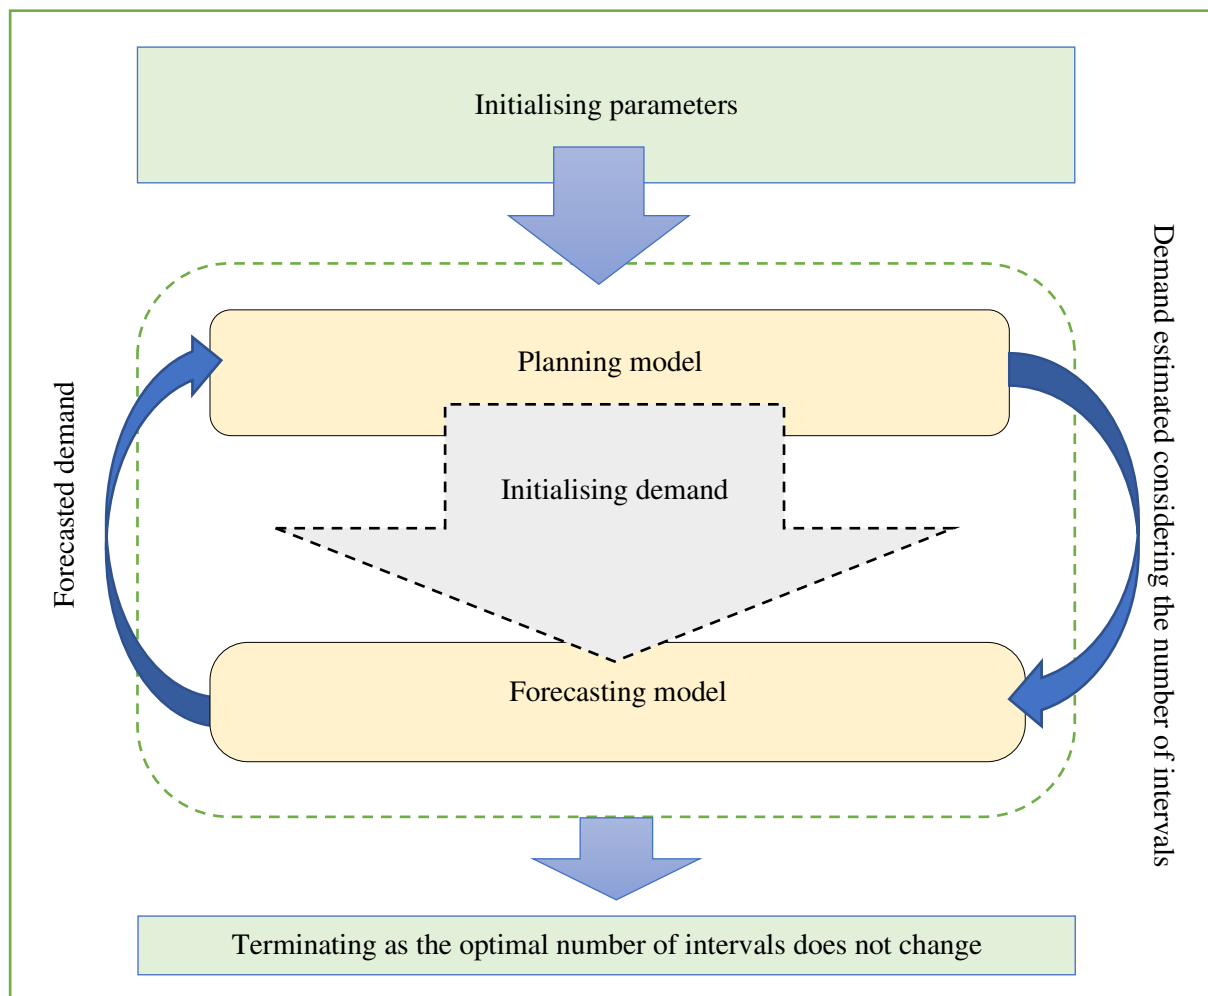 Initialising parameters
Planning model
Initialising demand
Forecasting model
Forecasted demand
Demand estimated considering the number of intervals
Terminating as the optimal number of intervals does not change